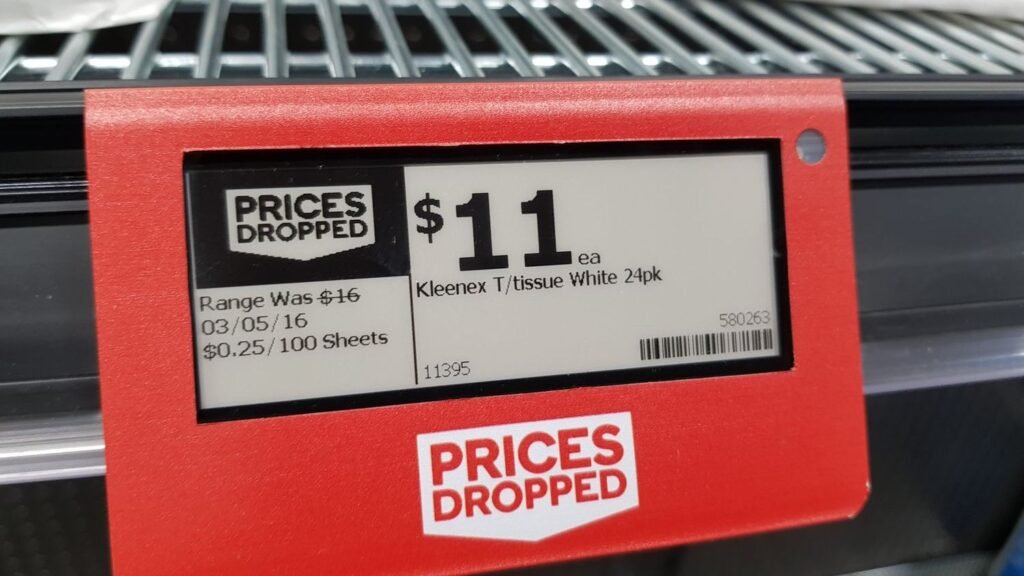 PRICES
DROPPED
Range Was $16
03/05/16
$0.25/100 Sheets
$11 ea
Kleenex T/tissue White 24pk
580263
11395
PRICES
DROPPED